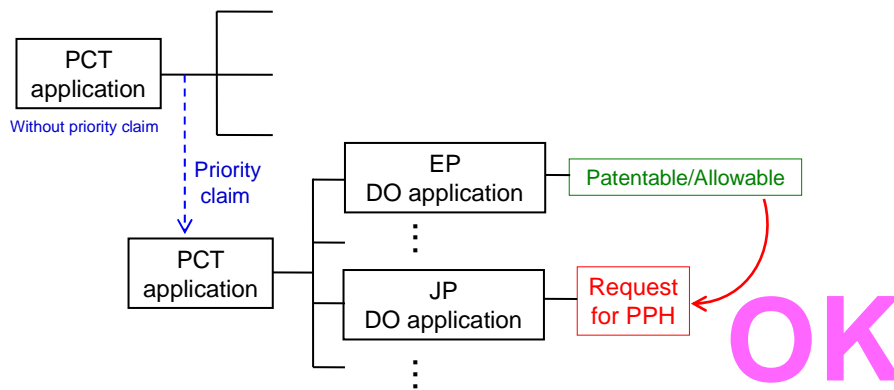 PCT
application
Without priority claim
Priority
claim
EP
DO application
Patentable/Allowable
PCT
application
JP
DO application
Request
for PPH
OK